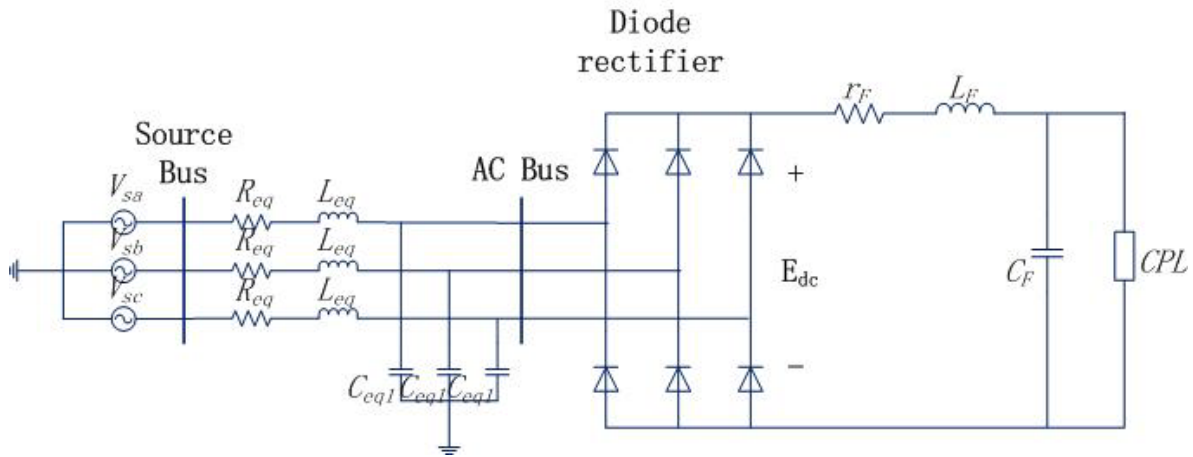 Diode
rectifier
r_F
L_F
Source
Bus
AC Bus
V_sa
R_eq
L_eq
+
V_sb
R_eq
L_eq
E_dc
C_F
CPL
V_sc
R_eq
L_eq
−
C_eq1 C_eq1 C_eq1